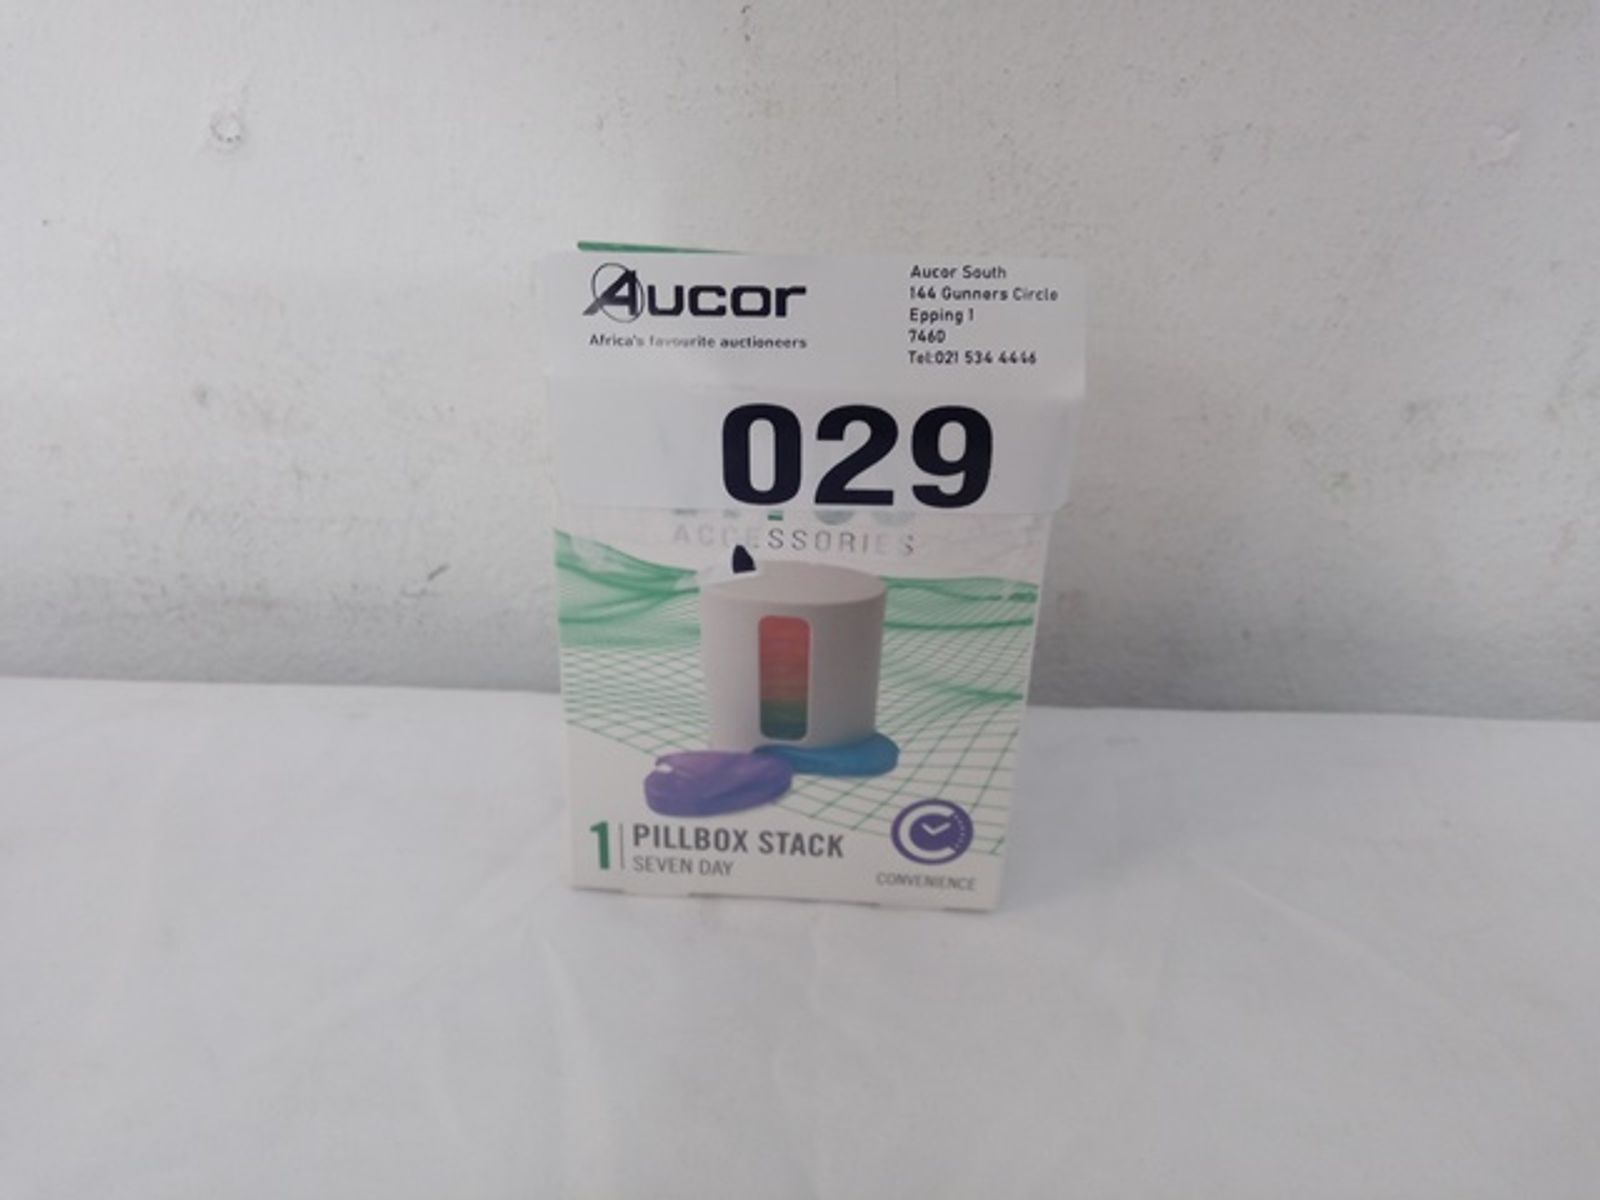 Aucor
Africa's favourite auctioneers
Aucor South
144 Gunners Circle
Epping 1
7460
Tel:021 534 4446
029
ACCESSORIES
1
PILLBOX STACK
SEVEN DAY
CONVENIENCE